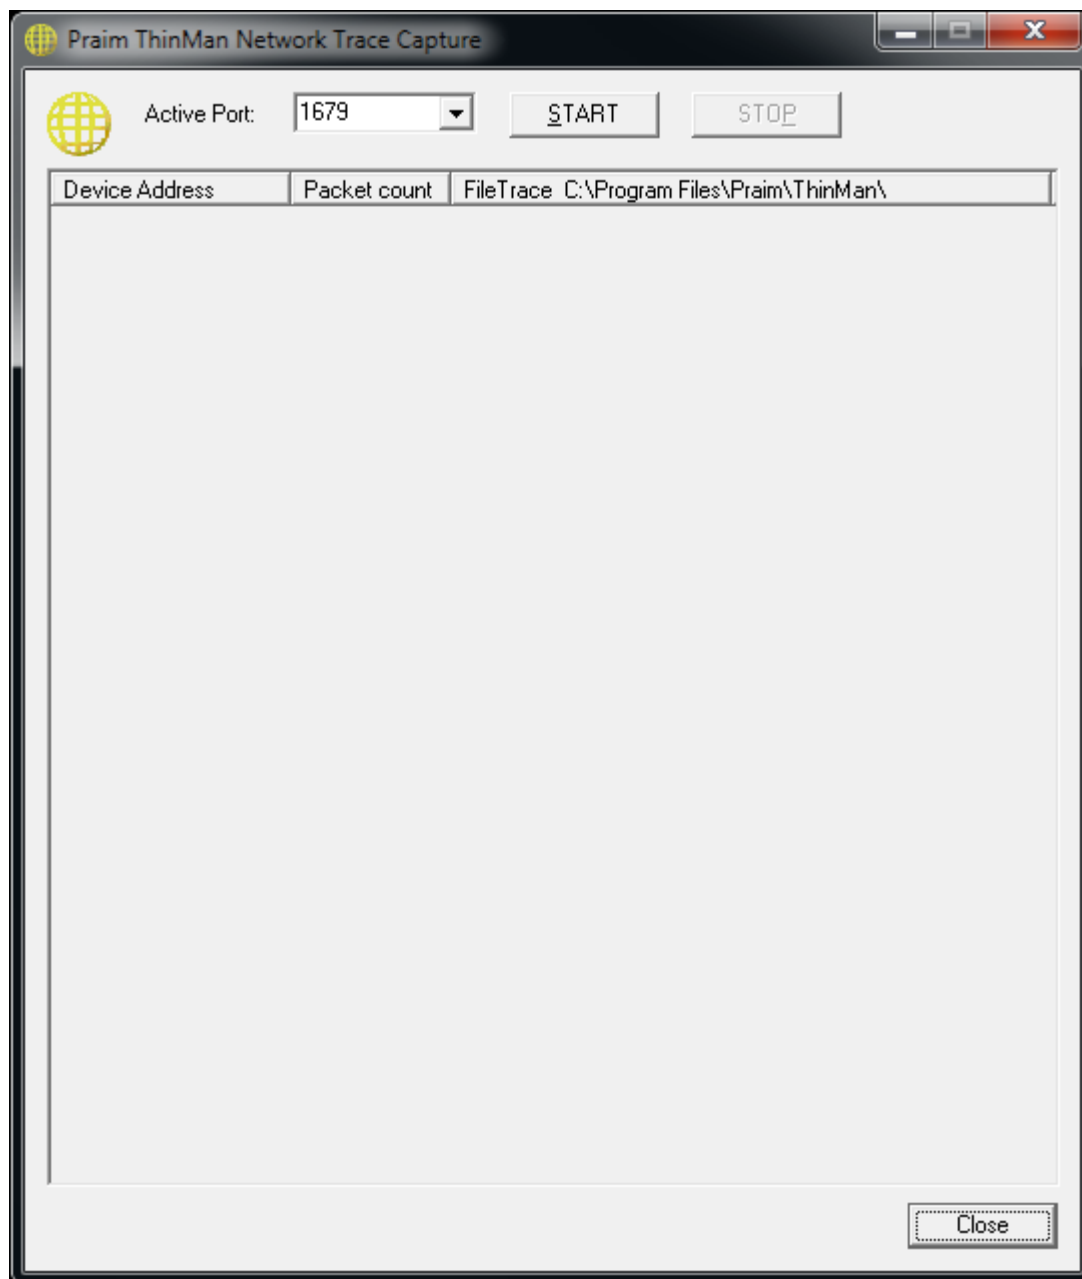 Praim ThinMan Network Trace Capture
Active Port: 1679 START STOP
Device Address Packet count FileTrace C:\Program Files\Praim\ThinMan\
Close